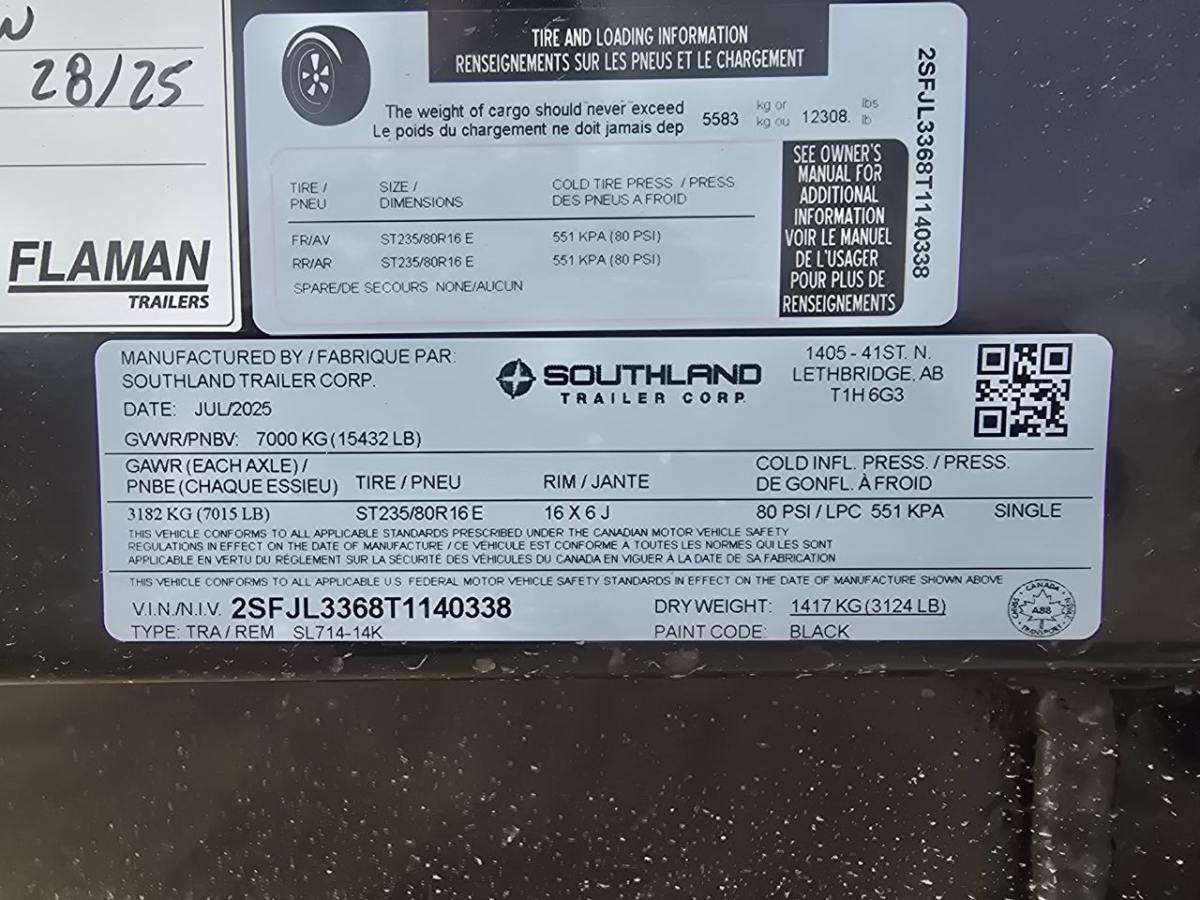 28/25
FLAMAN
TRAILERS
TIRE AND LOADING INFORMATION
RENSEIGNEMENTS SUR LES PNEUS ET LE CHARGEMENT
The weight of cargo should never exceed
Le poids du chargement ne doit jamais dep
5583 kg or 12308. lbs
kg ou lb
TIRE / SIZE / COLD TIRE PRESS / PRESS
PNEU DIMENSIONS DES PNEUS A FROID
FR/AV ST235/80R16 E 551 KPA (80 PSI)
RR/AR ST235/80R16 E 551 KPA (80 PSI)
SPARE/DE SECOURS NONE/AUCUN
SEE OWNER'S
MANUAL FOR
ADDITIONAL
INFORMATION
VOIR LE MANUEL
DE L'USAGER
POUR PLUS DE
RENSEIGNEMENTS
2SFJL3368T1140338
MANUFACTURED BY / FABRIQUE PAR:
SOUTHLAND TRAILER CORP.
DATE: JUL/2025
GVWR/PNBV: 7000 KG (15432 LB)
SOUTHLAND
TRAILER CORP
1405 - 41ST. N.
LETHBRIDGE, AB
T1H 6G3
GAWR (EACH AXLE) /
PNBE (CHAQUE ESSIEU) TIRE / PNEU RIM / JANTE COLD INFL. PRESS. / PRESS.
DE GONFL. À FROID
3182 KG (7015 LB) ST235/80R16 E 16 X 6 J 80 PSI / LPC 551 KPA SINGLE
THIS VEHICLE CONFORMS TO ALL APPLICABLE STANDARDS PRESCRIBED UNDER THE CANADIAN MOTOR VEHICLE SAFETY
REGULATIONS IN EFFECT ON THE DATE OF MANUFACTURE / CE VÉHICULE EST CONFORME A TOUTES LES NORMES QUI LES SONT
APPLICABLE EN VERTU DU RÉGLEMENT SUR LA SÉCURITÉ DES VÉHICULES DU CANADA EN VIGUER À LA DATE DE SA FABRICATION
THIS VEHICLE CONFORMS TO ALL APPLICABLE U.S. FEDERAL MOTOR VEHICLE SAFETY STANDARDS IN EFFECT ON THE DATE OF MANUFACTURE SHOWN ABOVE
V.I.N./N.I.V. 2SFJL3368T1140338 DRY WEIGHT: 1417 KG (3124 LB)
TYPE: TRA / REM SL714-14K PAINT CODE: BLACK
CANADA
TRANSPORT